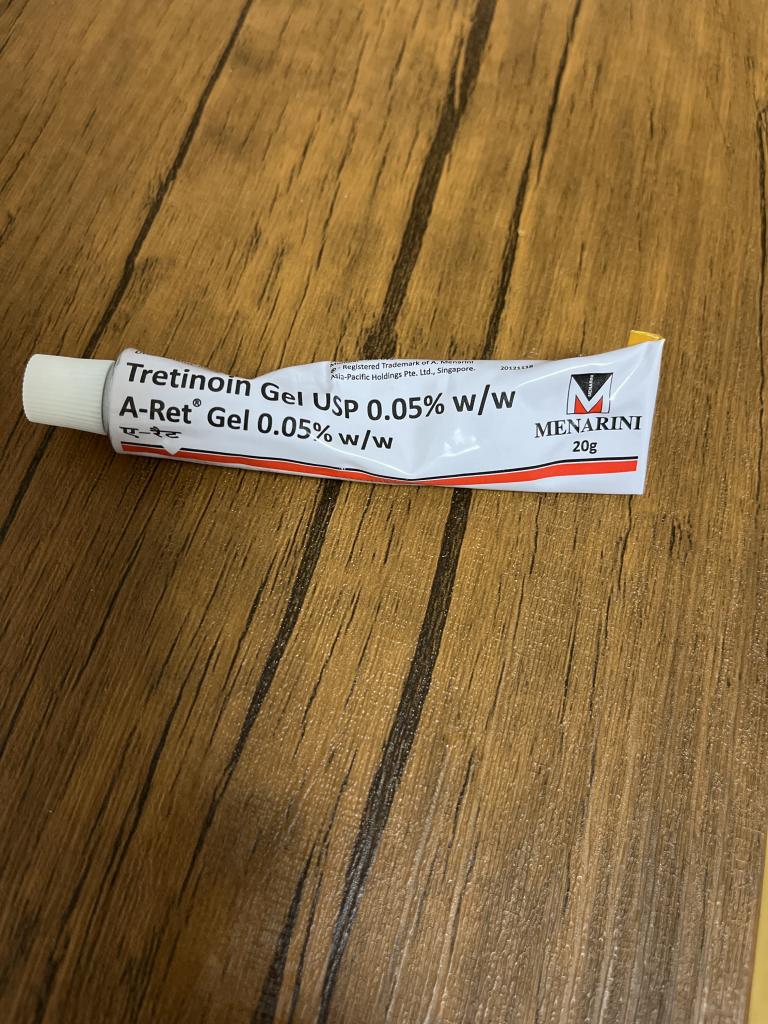 ® - Registered Trademark of A. Menarini
Asia-Pacific Holdings Pte. Ltd., Singapore.
Tretinoin Gel USP 0.05% w/w
A-Ret® Gel 0.05% w/w
ए-रैट
MENARINI
20g